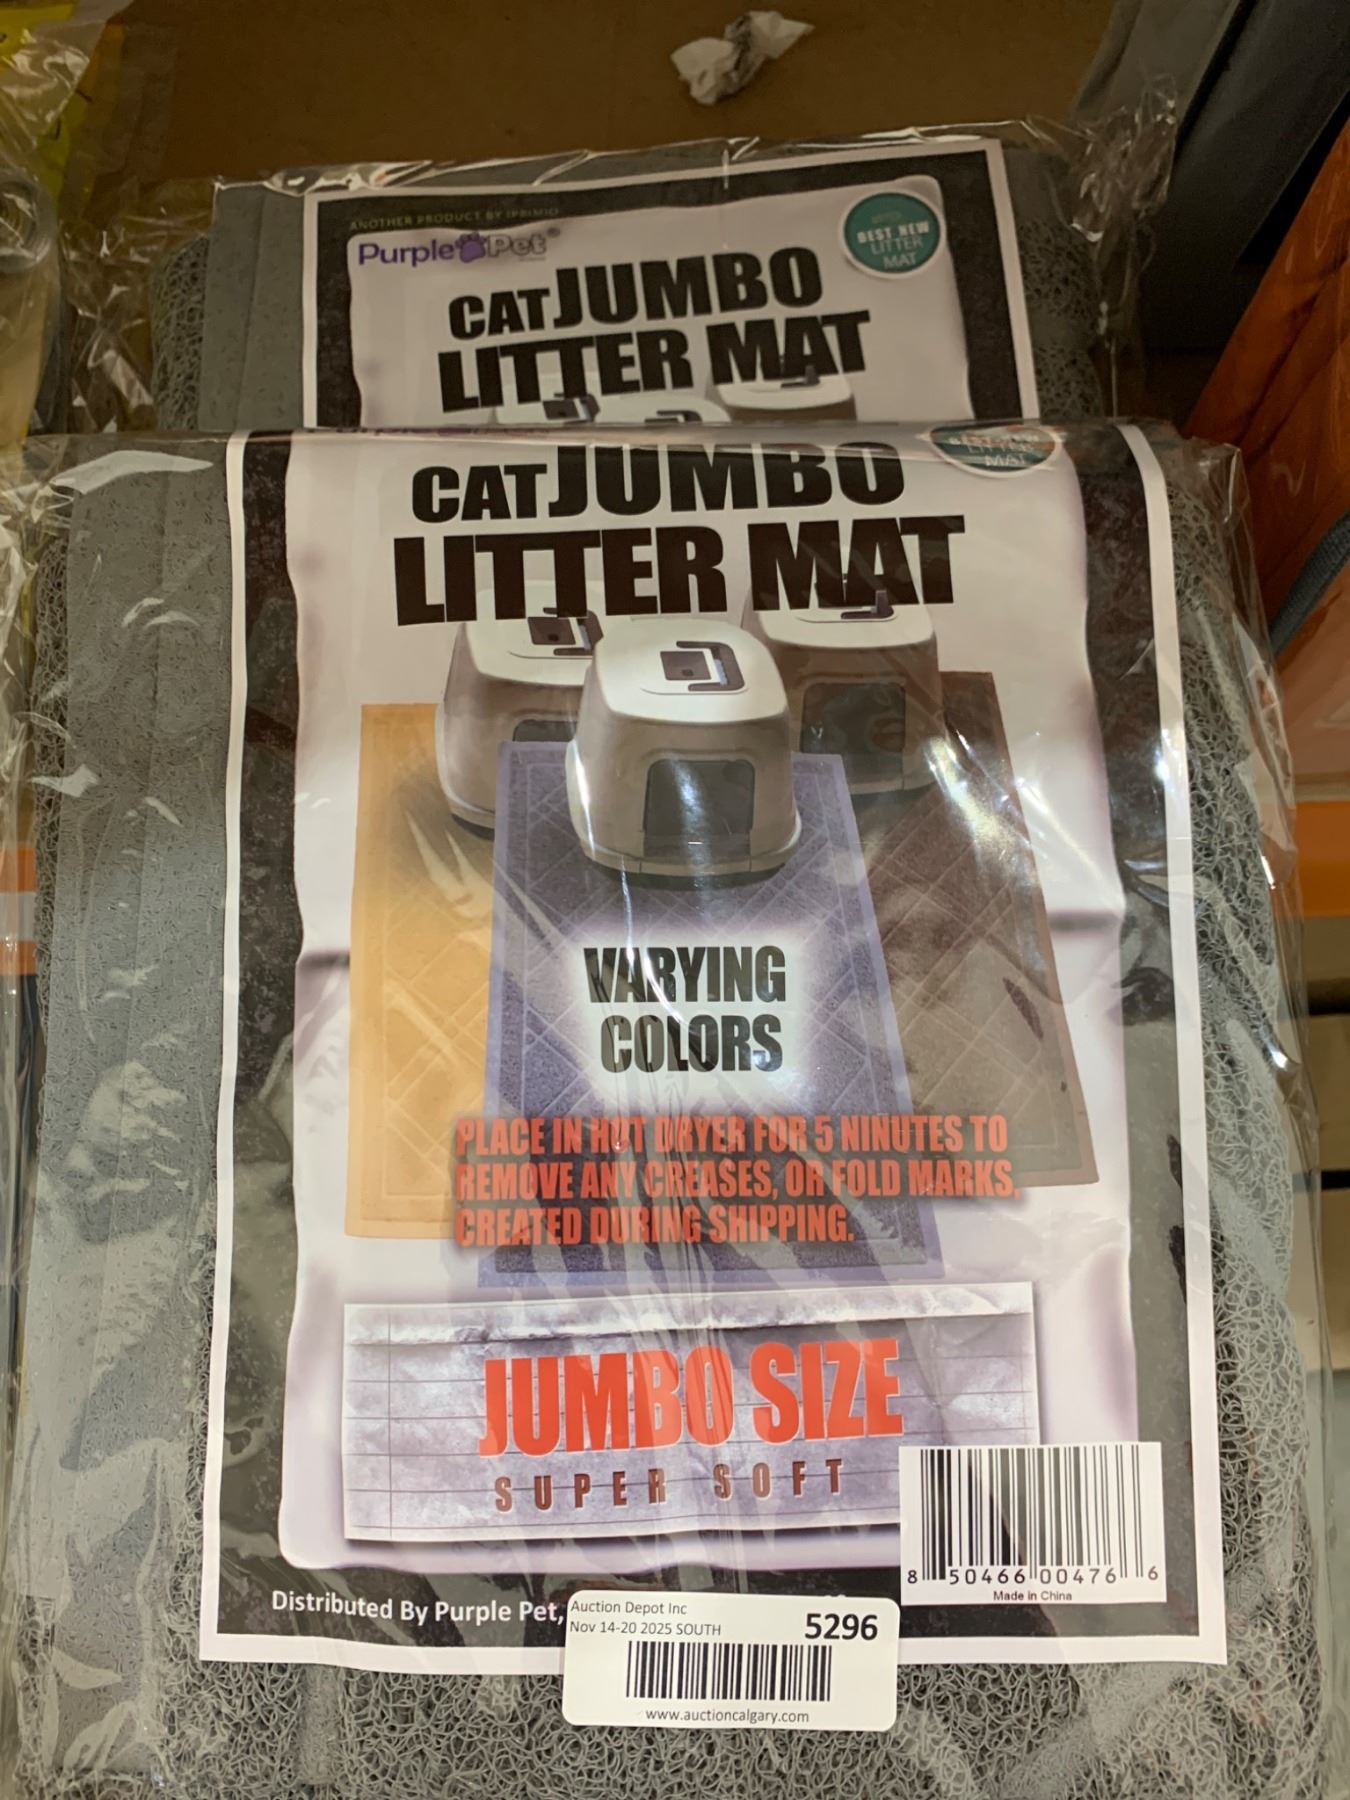 ANOTHER PRODUCT BY IPRIMIO
Purple Pet®
BEST NEW
LITTER
MAT
CAT JUMBO
LITTER MAT
LITTER
MAT
CAT JUMBO
LITTER MAT
VARYING
COLORS
PLACE IN HOT DRYER FOR 5 NINUTES TO
REMOVE ANY CREASES, OR FOLD MARKS,
CREATED DURING SHIPPING.
JUMBO SIZE
SUPER SOFT
8 50466 00476 6
Made in China
Distributed By Purple Pet,
Auction Depot Inc
Nov 14-20 2025 SOUTH
5296
www.auctioncalgary.com